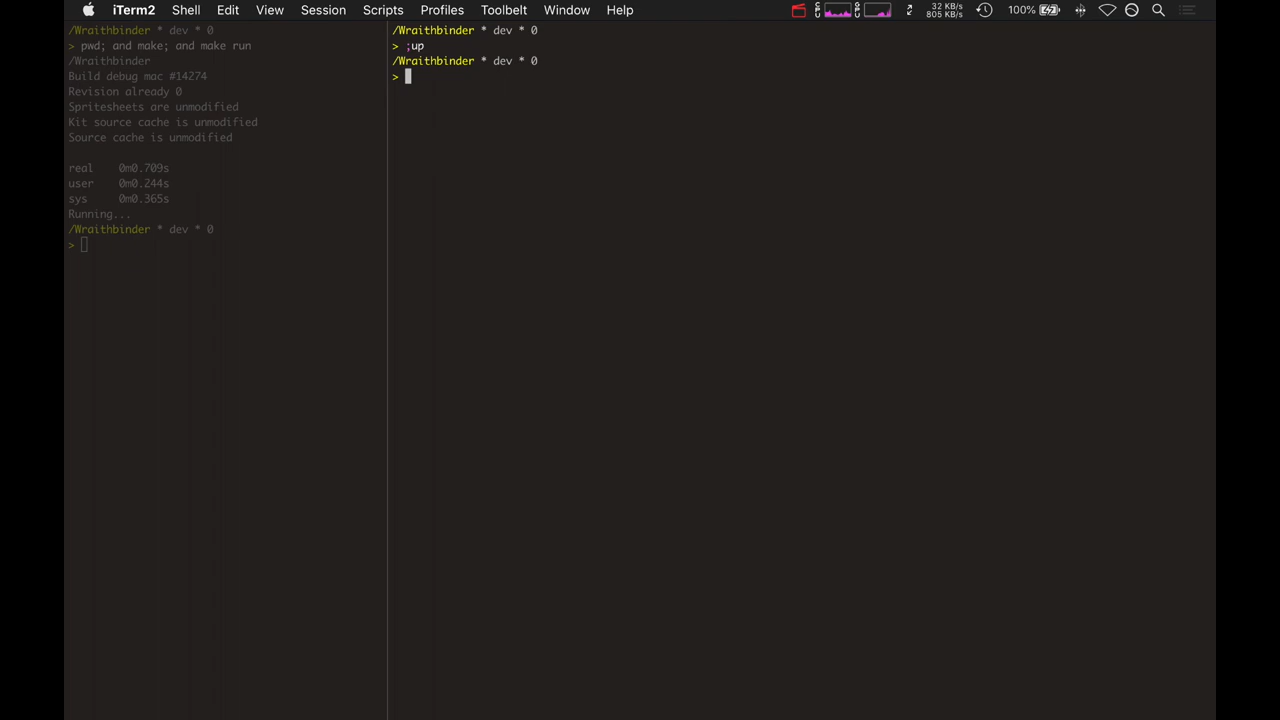 iTerm2 Shell Edit View Session Scripts Profiles Toolbelt Window Help CPU GPU 32 KB/s 805 KB/s 100%
/Wraithbinder * dev * 0
> pwd; and make; and make run
/Wraithbinder
Build debug mac #14274
Revision already 0
Spritesheets are unmodified
Kit source cache is unmodified
Source cache is unmodified
real 0m0.709s
user 0m0.244s
sys 0m0.365s
Running...
/Wraithbinder * dev * 0
>
/Wraithbinder * dev * 0
> ;up
/Wraithbinder * dev * 0
>